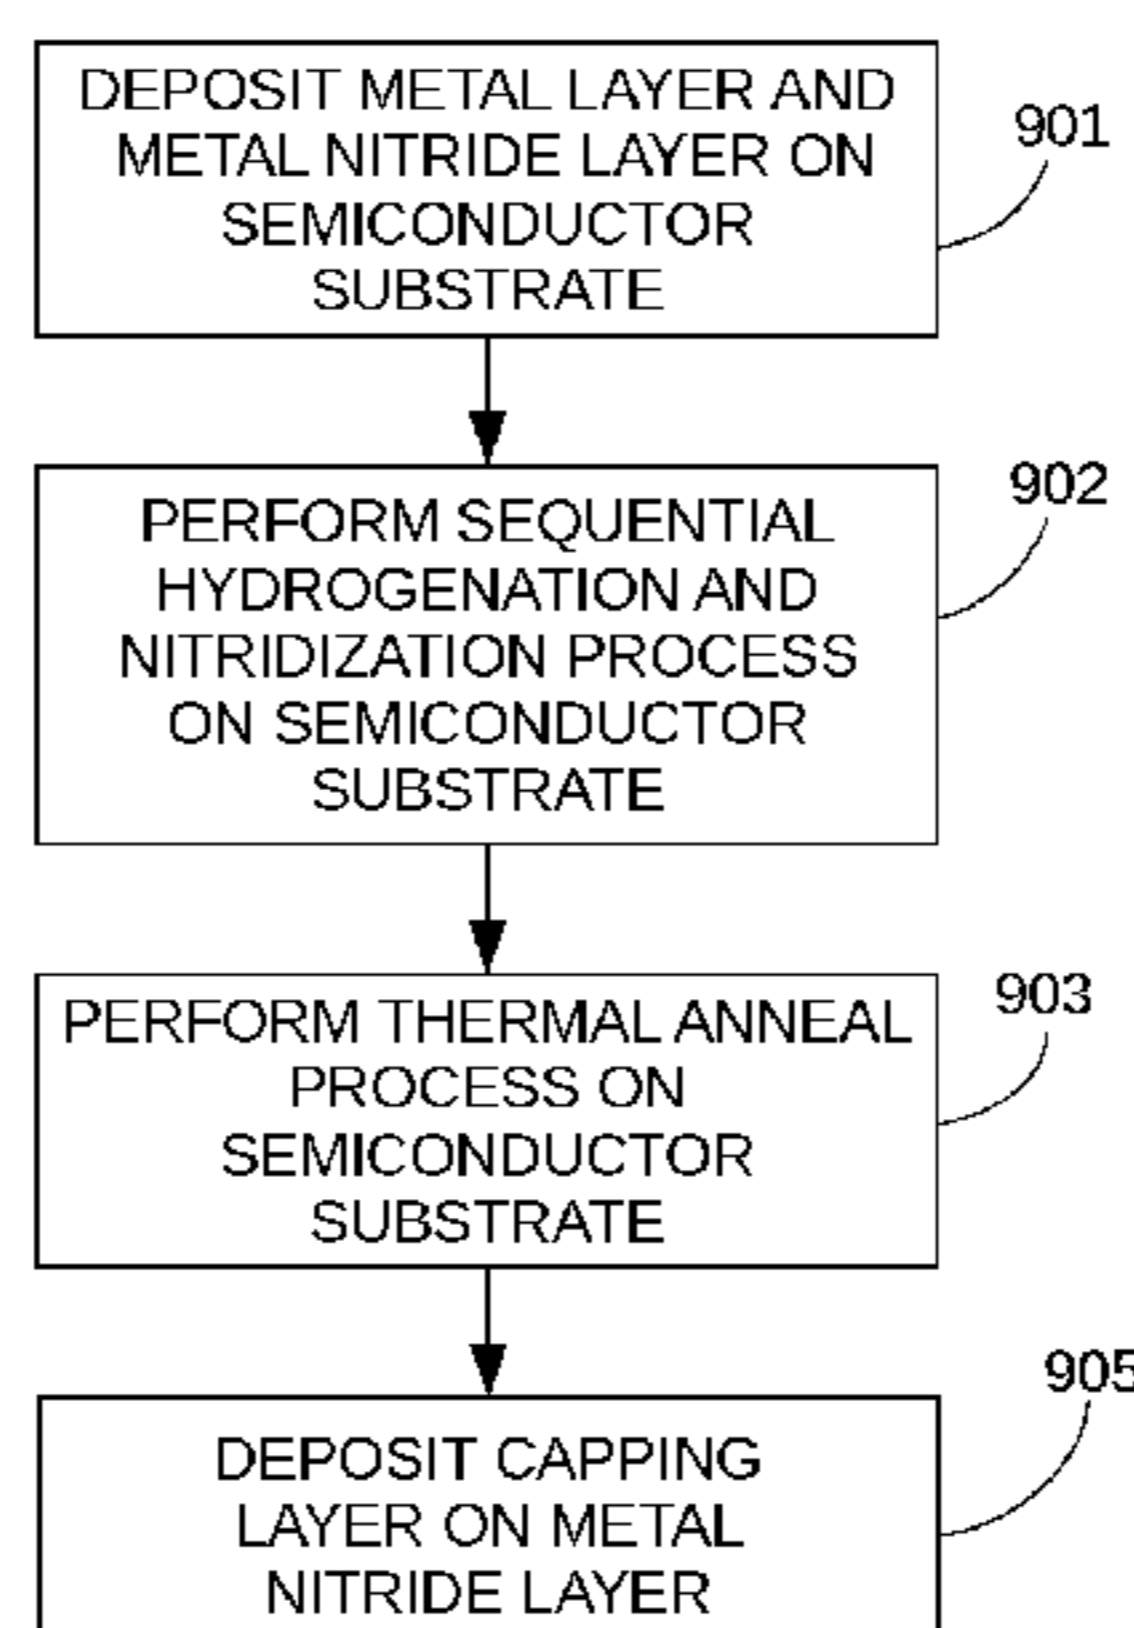 DEPOSIT METAL LAYER AND
METAL NITRIDE LAYER ON
SEMICONDUCTOR
SUBSTRATE
901
PERFORM SEQUENTIAL
HYDROGENATION AND
NITRIDIZATION PROCESS
ON SEMICONDUCTOR
SUBSTRATE
902
PERFORM THERMAL ANNEAL
PROCESS ON
SEMICONDUCTOR
SUBSTRATE
903
DEPOSIT CAPPING
LAYER ON METAL
NITRIDE LAYER
905